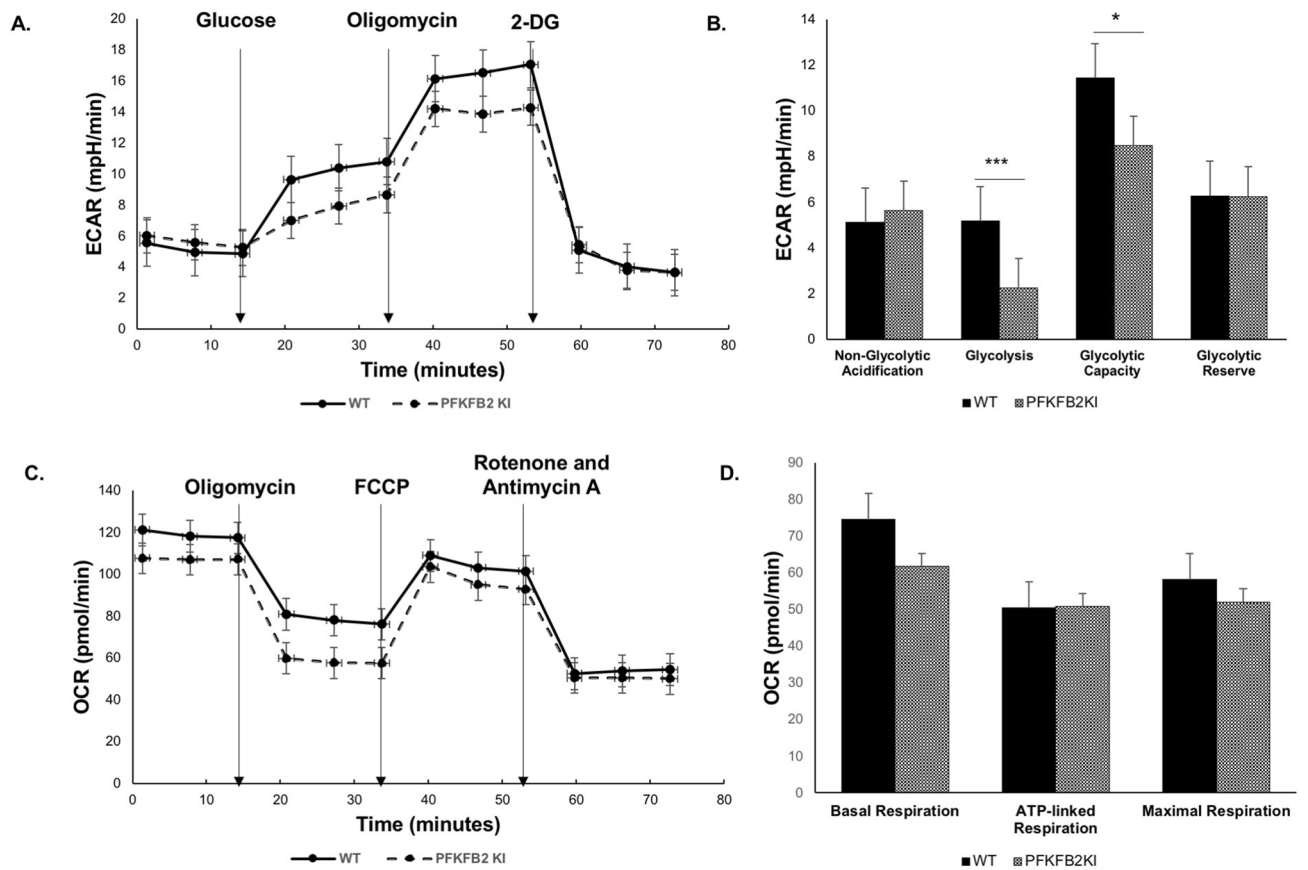 A.
Glucose
Oligomycin
2-DG
ECAR (mpH/min)
20
18
16
14
12
10
8
6
4
2
0
0 10 20 30 40 50 60 70 80
Time (minutes)
WT PFKFB2 KI
B.
*
***
ECAR (mpH/min)
14
12
10
8
6
4
2
0
Non-Glycolytic Glycolysis Glycolytic Glycolytic
Acidification Capacity Reserve
WT PFKFB2KI
C.
Oligomycin
FCCP
Rotenone and
Antimycin A
OCR (pmol/min)
140
120
100
80
60
40
20
0
0 10 20 30 40 50 60 70 80
Time (minutes)
WT PFKFB2 KI
D.
OCR (pmol/min)
90
80
70
60
50
40
30
20
10
0
Basal Respiration ATP-linked Maximal Respiration
Respiration
WT PFKFB2KI